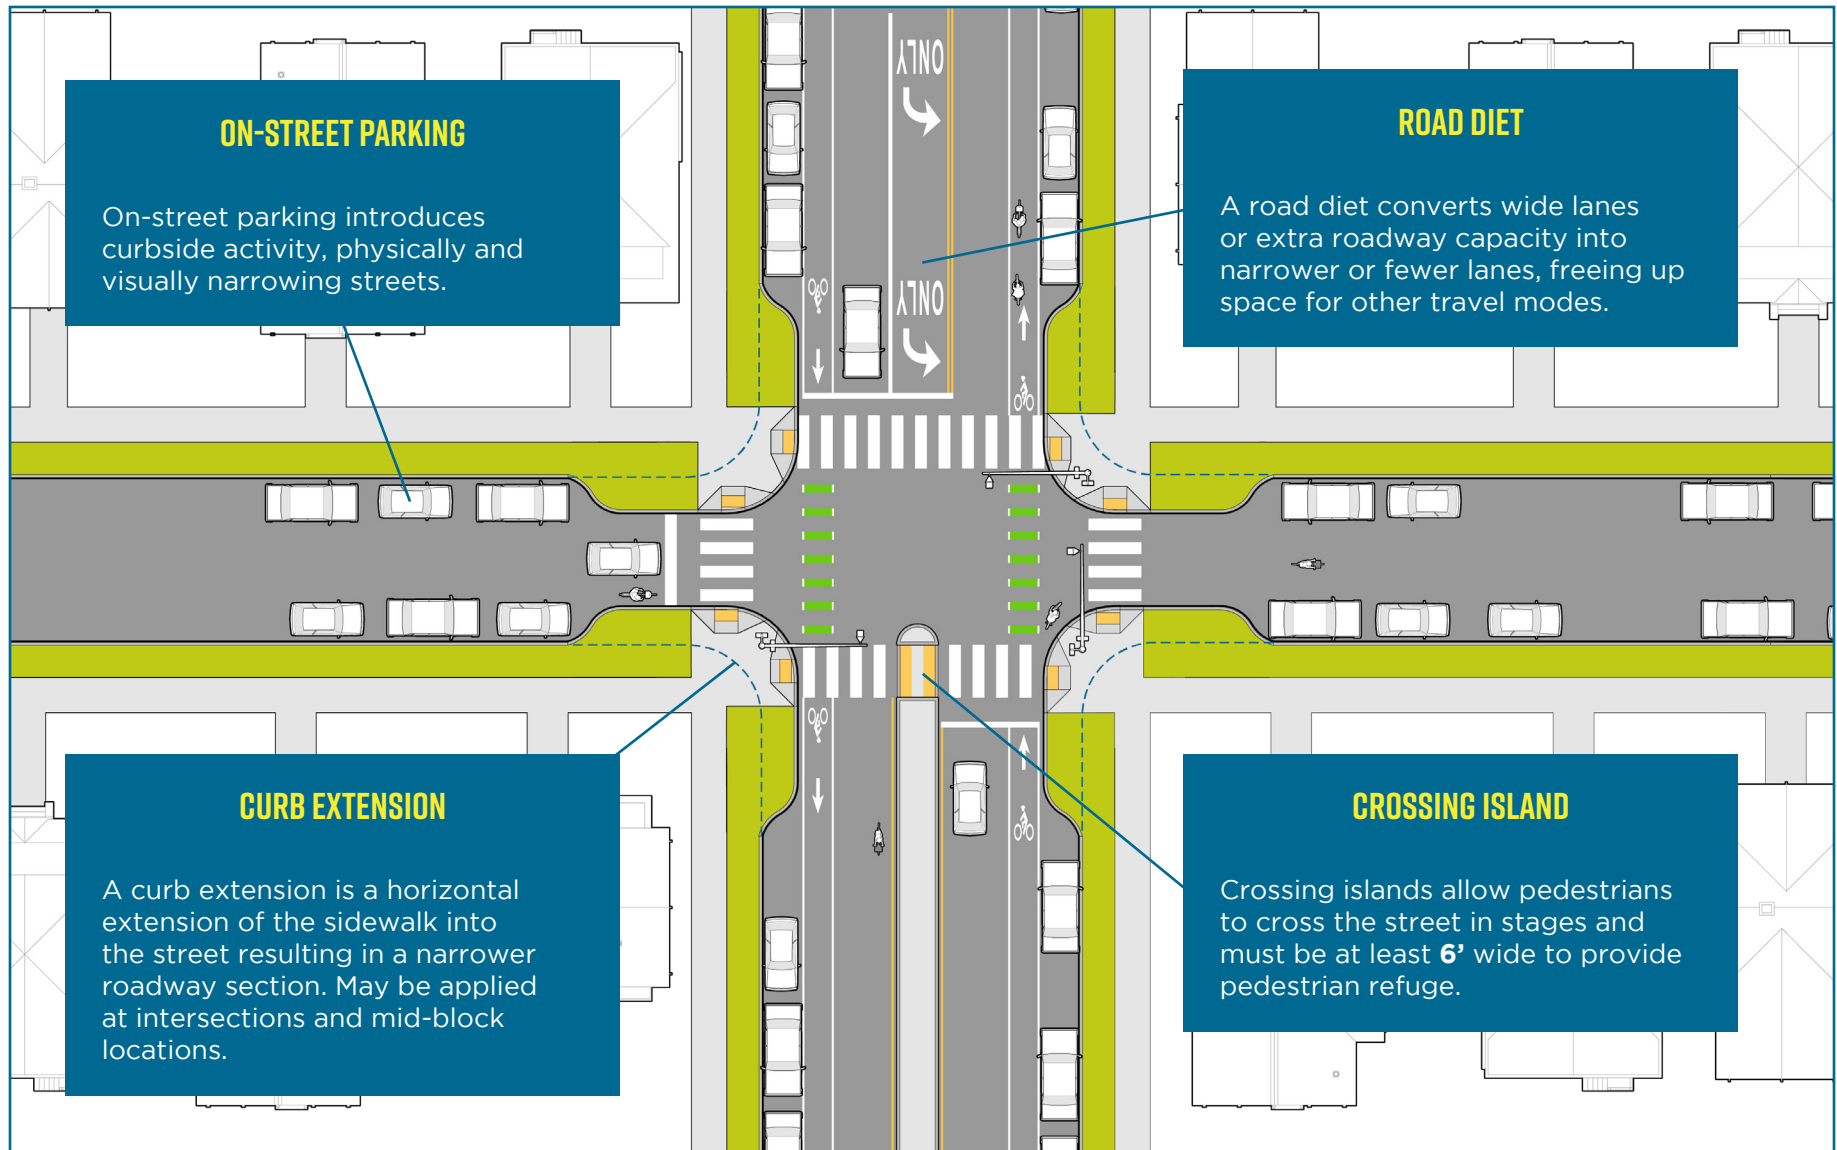 ON-STREET PARKING
On-street parking introduces
curbside activity, physically and
visually narrowing streets.
ONLY
ONLY
ROAD DIET
A road diet converts wide lanes
or extra roadway capacity into
narrower or fewer lanes, freeing up
space for other travel modes.
CURB EXTENSION
A curb extension is a horizontal
extension of the sidewalk into
the street resulting in a narrower
roadway section. May be applied
at intersections and mid-block
locations.
CROSSING ISLAND
Crossing islands allow pedestrians
to cross the street in stages and
must be at least 6’ wide to provide
pedestrian refuge.